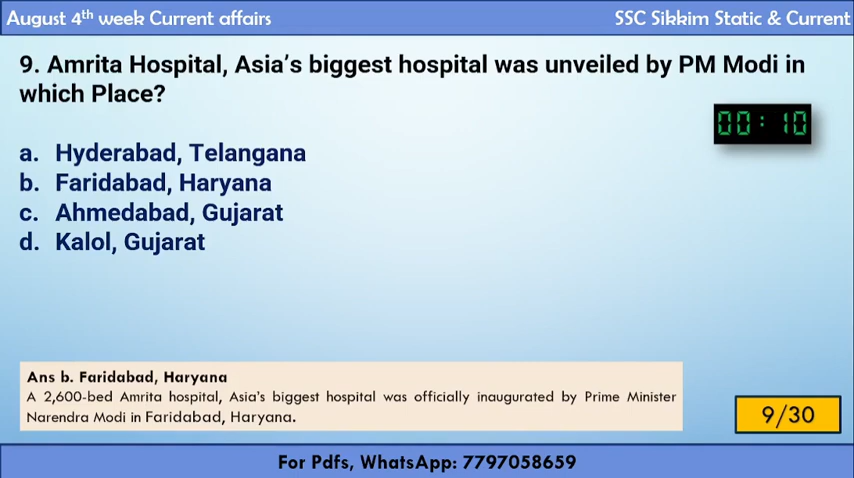 August 4th week Current affairs
SSC Sikkim Static & Current
9. Amrita Hospital, Asia’s biggest hospital was unveiled by PM Modi in
which Place?
00:10
a. Hyderabad, Telangana
b. Faridabad, Haryana
c. Ahmedabad, Gujarat
d. Kalol, Gujarat
Ans b. Faridabad, Haryana
A 2,600-bed Amrita hospital, Asia’s biggest hospital was officially inaugurated by Prime Minister
Narendra Modi in Faridabad, Haryana.
9/30
For Pdfs, WhatsApp: 7797058659